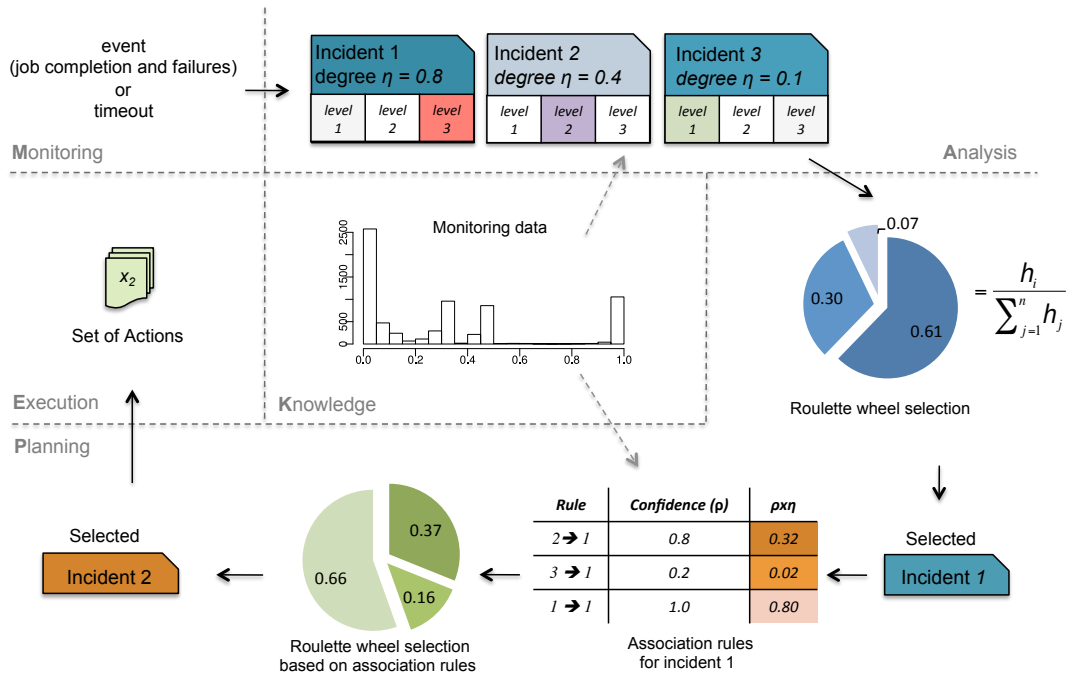 event
(job completion and failures)
or
timeout
Incident 1
degree η = 0.8
level 1
level 2
level 3
Incident 2
degree η = 0.4
level 1
level 2
level 3
Incident 3
degree η = 0.1
level 1
level 2
level 3
Monitoring
Analysis
Monitoring data
2500
1500
500
0
0.0
0.2
0.4
0.6
0.8
1.0
x2
Set of Actions
0.07
0.30
0.61
= h_i / ∑_{j=1}^{n} h_j
Roulette wheel selection
Execution
Knowledge
Planning
Selected
Incident 2
0.37
0.66
0.16
Roulette wheel selection
based on association rules
Rule Confidence (ρ) ρxη
2 ➔ 1 0.8 0.32
3 ➔ 1 0.2 0.02
1 ➔ 1 1.0 0.80
Association rules
for incident 1
Selected
Incident 1